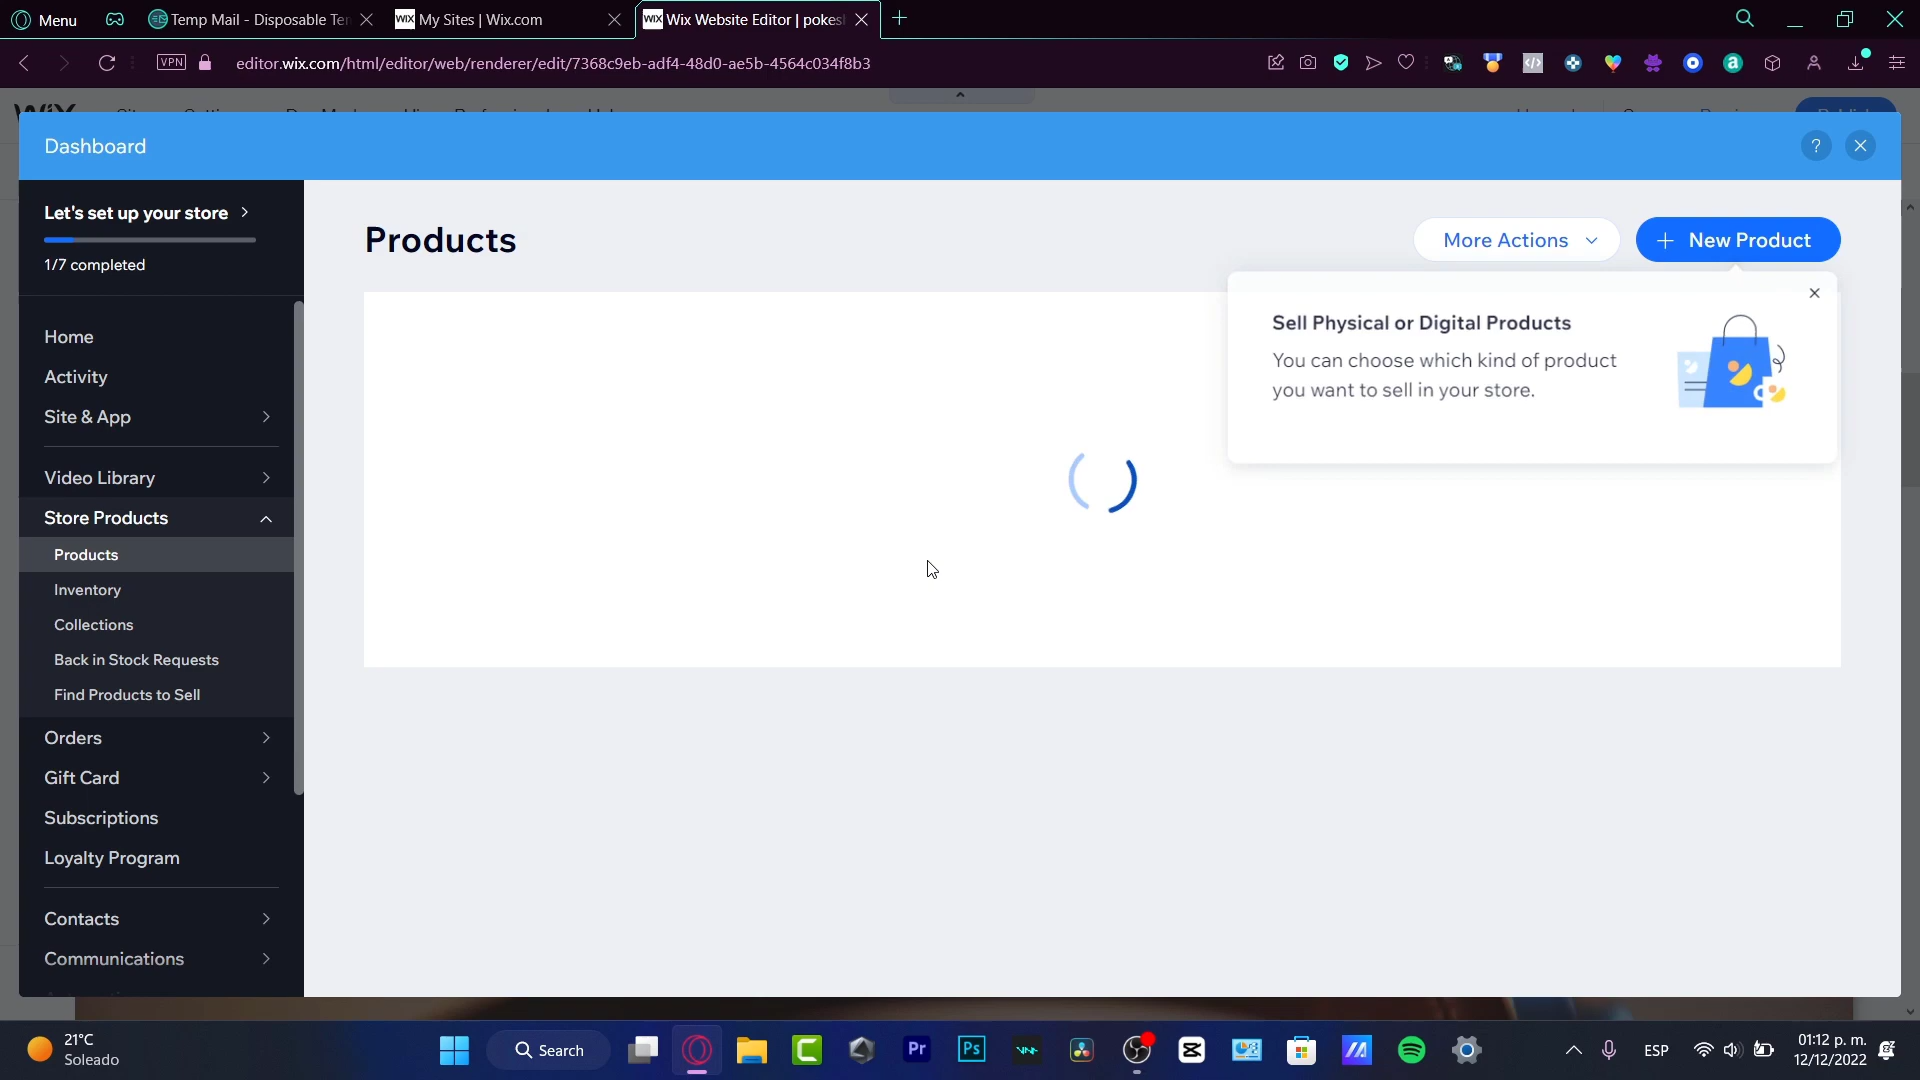 Menu
Temp Mail - Disposable Te
WIX My Sites | Wix.com
WIX Wix Website Editor | pokes
VPN
editor.wix.com/html/editor/web/renderer/edit/7368c9eb-adf4-48d0-ae5b-4564c034f8b3
Dashboard
?
Let's set up your store
1/7 completed
Home
Activity
Site & App
Video Library
Store Products
Products
Inventory
Collections
Back in Stock Requests
Find Products to Sell
Orders
Gift Card
Subscriptions
Loyalty Program
Contacts
Communications
Products
More Actions
+ New Product
Sell Physical or Digital Products
You can choose which kind of product
you want to sell in your store.
21°C
Soleado
Search
Pr
Ps
ESP
01:12 p. m.
12/12/2022